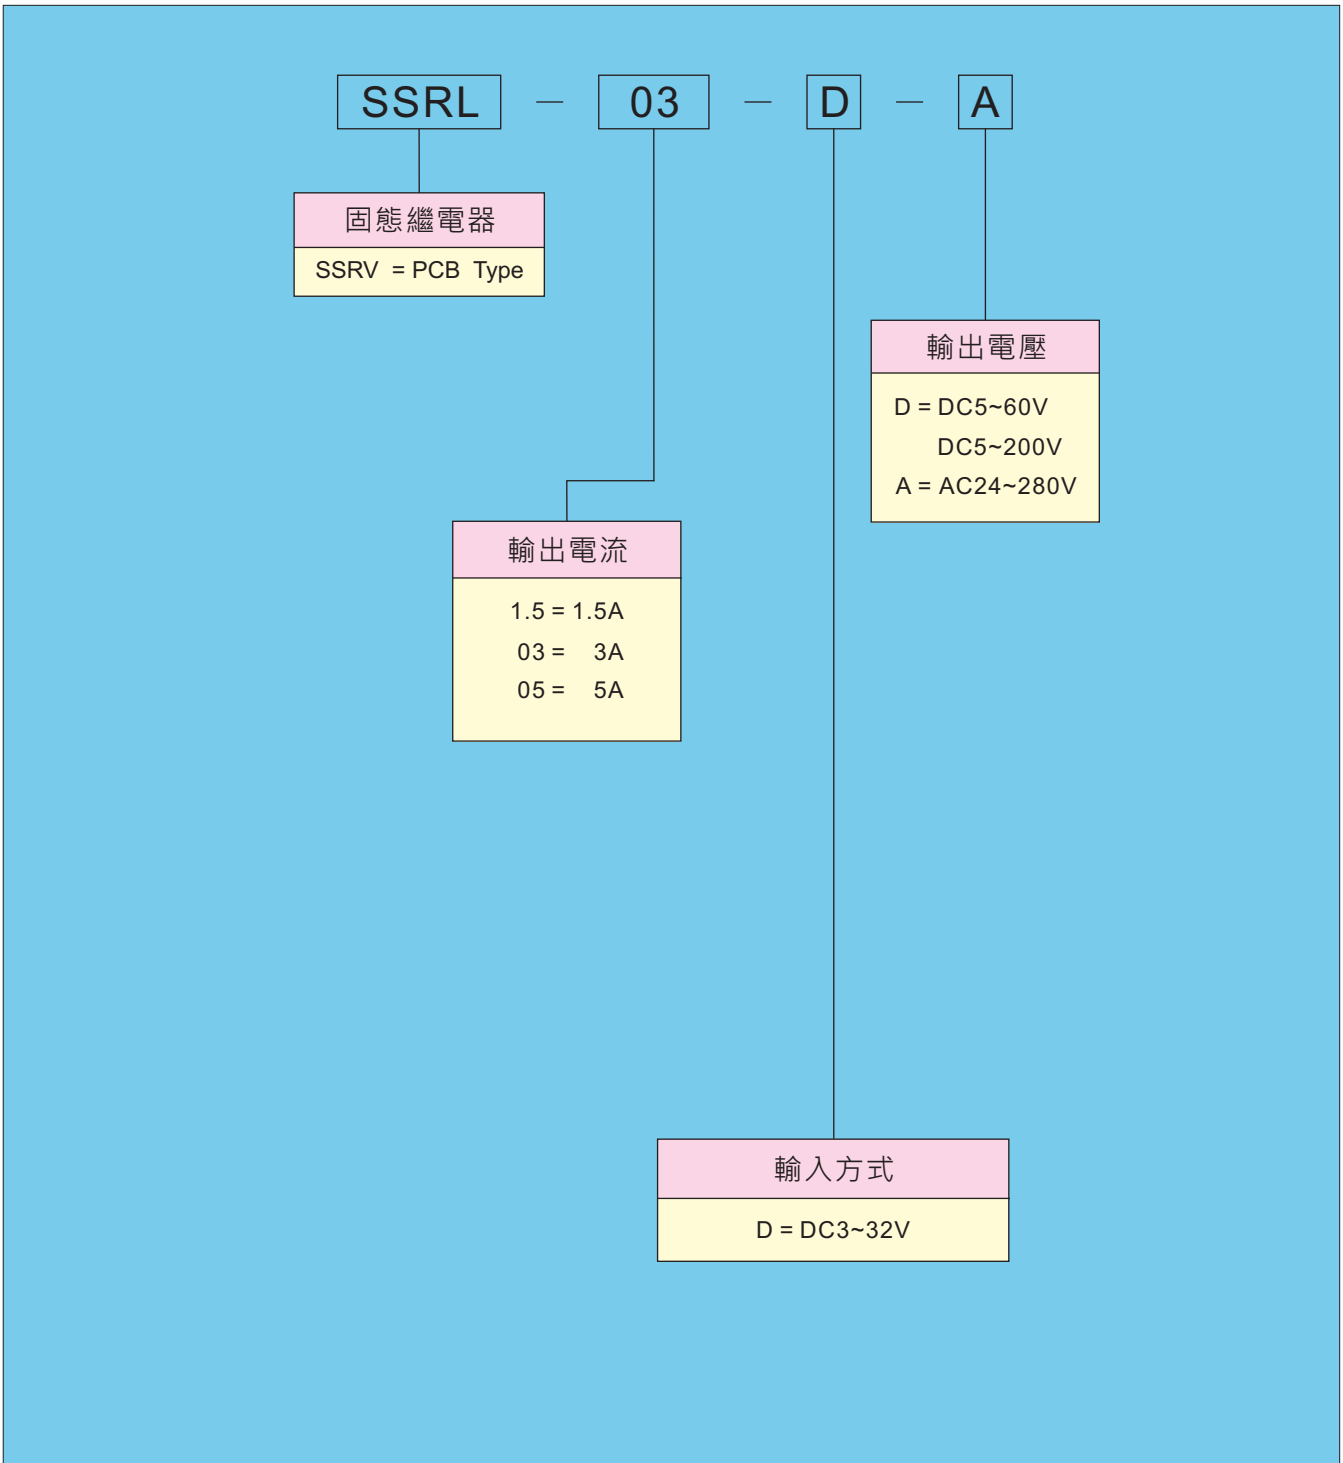 SSRL — 03 — D — A
固態繼電器
SSRV = PCB Type
輸出電壓
D = DC5~60V
DC5~200V
A = AC24~280V
輸出電流
1.5 = 1.5A
03 = 3A
05 = 5A
輸入方式
D = DC3~32V